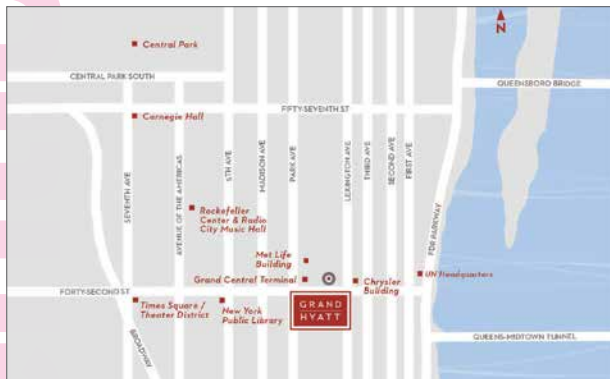 N
Central Park
CENTRAL PARK SOUTH
QUEENSBORO BRIDGE
FIFTY-SEVENTH ST
Carnegie Hall
SEVENTH AVE
AVENUE OF THE AMERICAS
5TH AVE
MADISON AVE
PARK AVE
LEXINGTON AVE
THIRD AVE
SECOND AVE
FIRST AVE
FDR PARKWAY
Rockefeller
Center & Radio
City Music Hall
Met Life
Building
Grand Central Terminal
Chrysler
Building
UN Headquarters
FORTY-SECOND ST
Times Square /
Theater District
New York
Public Library
GRAND
HYATT
BROADWAY
QUEENS-MIDTOWN TUNNEL